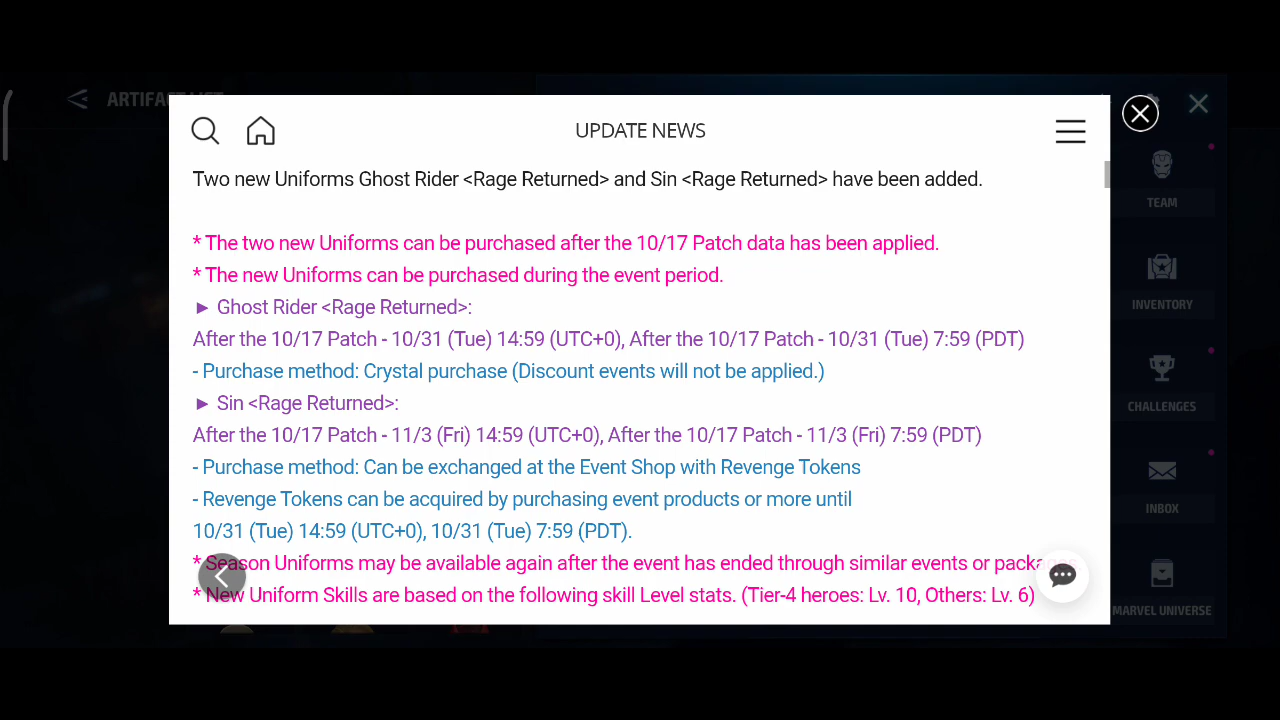 ARTIFACT LIST
UPDATE NEWS
Two new Uniforms Ghost Rider <Rage Returned> and Sin <Rage Returned> have been added.
* The two new Uniforms can be purchased after the 10/17 Patch data has been applied.
* The new Uniforms can be purchased during the event period.
► Ghost Rider <Rage Returned>:
After the 10/17 Patch - 10/31 (Tue) 14:59 (UTC+0), After the 10/17 Patch - 10/31 (Tue) 7:59 (PDT)
- Purchase method: Crystal purchase (Discount events will not be applied.)
► Sin <Rage Returned>:
After the 10/17 Patch - 11/3 (Fri) 14:59 (UTC+0), After the 10/17 Patch - 11/3 (Fri) 7:59 (PDT)
- Purchase method: Can be exchanged at the Event Shop with Revenge Tokens
- Revenge Tokens can be acquired by purchasing event products or more until
10/31 (Tue) 14:59 (UTC+0), 10/31 (Tue) 7:59 (PDT).
* Season Uniforms may be available again after the event has ended through similar events or
* New Uniform Skills are based on the following skill Level stats. (Tier-4 heroes: Lv. 10, Others: Lv. 6)
TEAM
INVENTORY
CHALLENGES
INBOX
MARVEL UNIVERSE